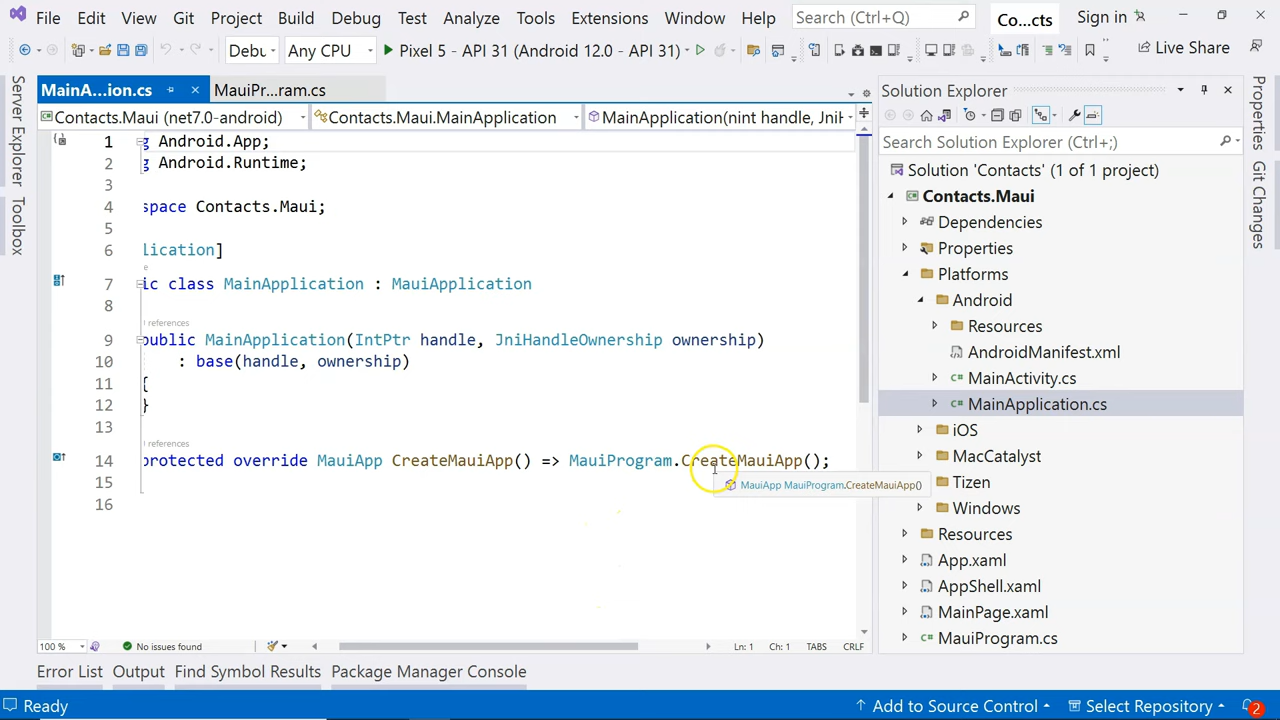 File Edit View Git Project Build Debug Test Analyze Tools Extensions Window Help Search (Ctrl+/) Co...cts Sign in
Debu Any CPU Pixel 5 - API 31 (Android 12.0 - API 31) Live Share
Server Explorer
Toolbox
MainA...ion.cs MauiPr...ram.cs
Contacts.Maui (net7.0-android) Contacts.Maui.MainApplication MainApplication(nint handle, JniH
1 g Android.App;
2 g Android.Runtime;
3
4 space Contacts.Maui;
5
6 lication]
e
7 ic class MainApplication : MauiApplication
8
references
9 public MainApplication(IntPtr handle, JniHandleOwnership ownership)
10 : base(handle, ownership)
11 {
12 }
13
references
14 protected override MauiApp CreateMauiApp() => MauiProgram.CreateMauiApp();
MauiApp MauiProgram.CreateMauiApp()
15
16
100 % No issues found Ln: 1 Ch: 1 TABS CRLF
Solution Explorer
Search Solution Explorer (Ctrl+;)
Solution 'Contacts' (1 of 1 project)
Contacts.Maui
Dependencies
Properties
Platforms
Android
Resources
AndroidManifest.xml
MainActivity.cs
MainApplication.cs
iOS
MacCatalyst
Tizen
Windows
Resources
App.xaml
AppShell.xaml
MainPage.xaml
MauiProgram.cs
Properties
Git Changes
Error List Output Find Symbol Results Package Manager Console
Ready Add to Source Control Select Repository 2